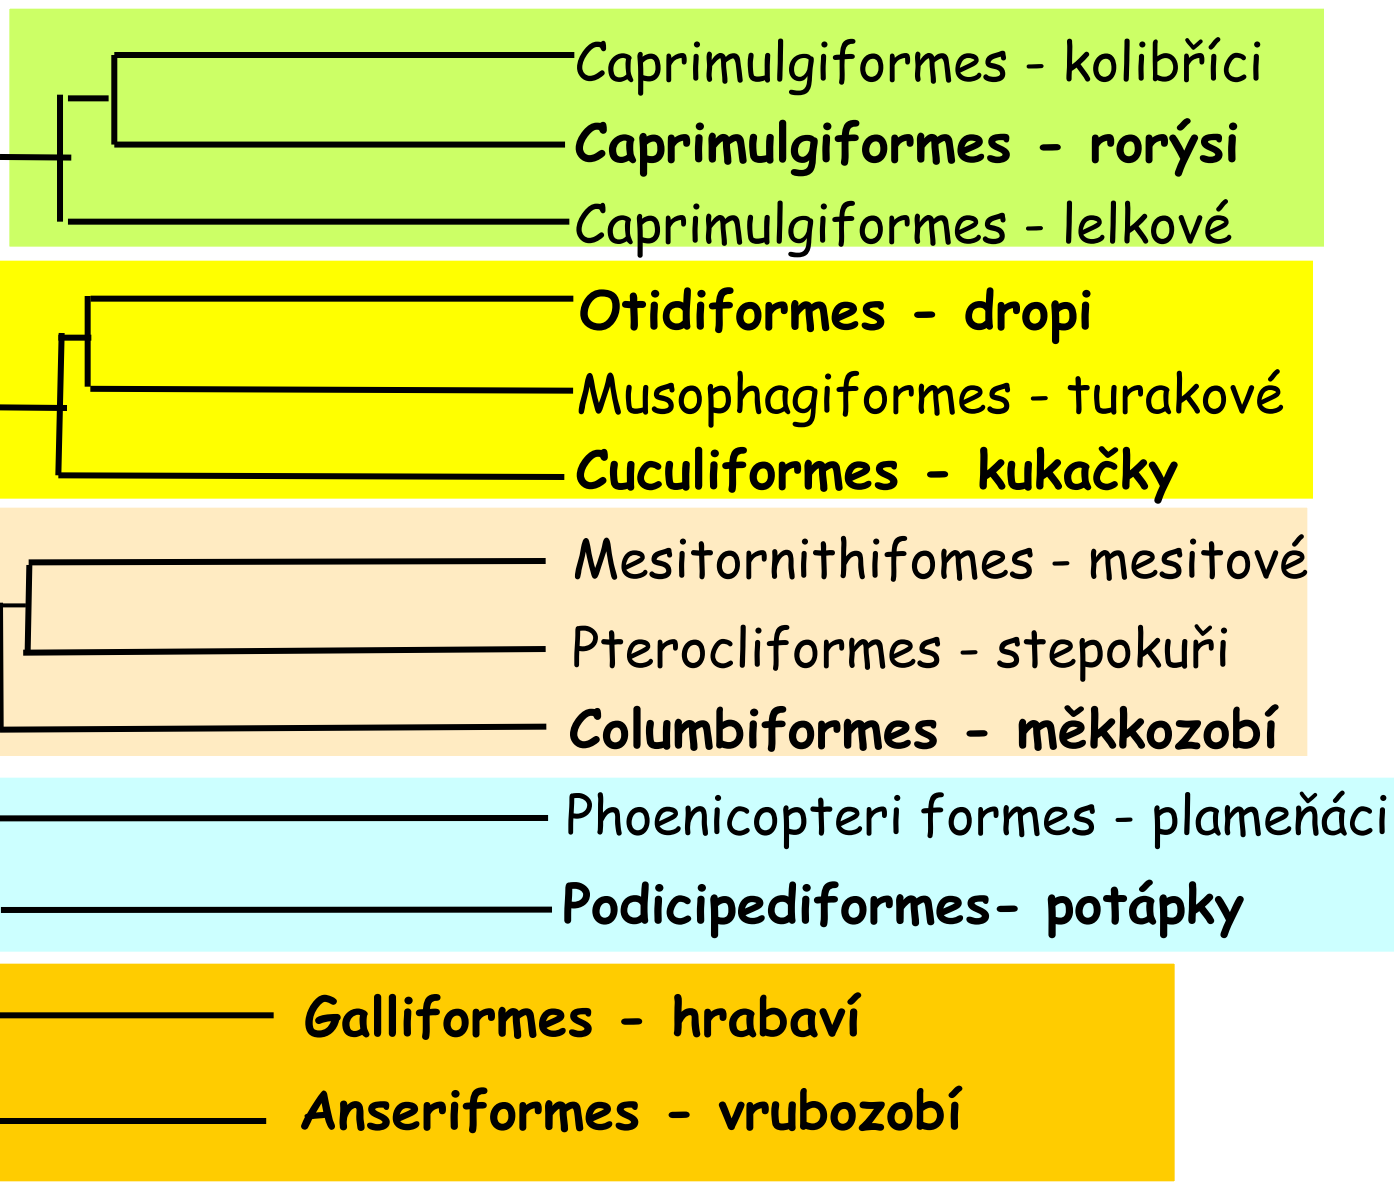 Caprimulgiformes - kolibříci
Caprimulgiformes - rorýsi
Caprimulgiformes - lelkové
Otidiformes - dropi
Musophagiformes - turakové
Cuculiformes - kukačky
Mesitornithifomes - mesitové
Pterocliformes - stepokuři
Columbiformes - měkkozobí
Phoenicopteri formes - plameňáci
Podicipediformes- potápky
Galliformes - hrabaví
Anseriformes - vrubozobí